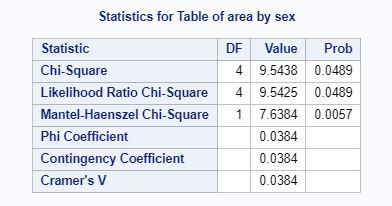 Statistics for Table of area by sex
Statistic DF Value Prob
Chi-Square 4 9.5438 0.0489
Likelihood Ratio Chi-Square 4 9.5425 0.0489
Mantel-Haenszel Chi-Square 1 7.6384 0.0057
Phi Coefficient 0.0384
Contingency Coefficient 0.0384
Cramer's V 0.0384